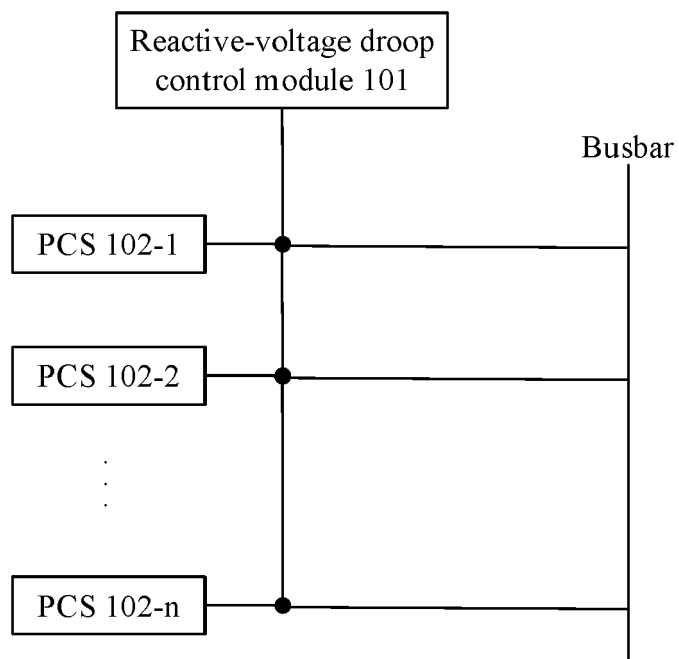 Reactive-voltage droop
control module 101
Busbar
PCS 102-1
PCS 102-2
PCS 102-n